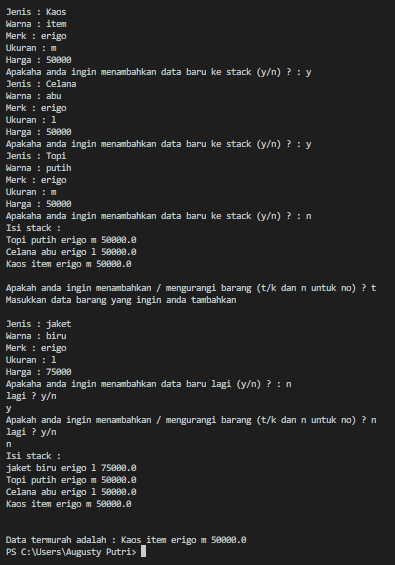 Jenis : Kaos
Warna : item
Merk : erigo
Ukuran : m
Harga : 50000
Apakaha anda ingin menambahkan data baru ke stack (y/n) ? : y
Jenis : Celana
Warna : abu
Merk : erigo
Ukuran : l
Harga : 50000
Apakaha anda ingin menambahkan data baru ke stack (y/n) ? : y
Jenis : Topi
Warna : putih
Merk : erigo
Ukuran : m
Harga : 50000
Apakaha anda ingin menambahkan data baru ke stack (y/n) ? : n
Isi stack :
Topi putih erigo m 50000.0
Celana abu erigo l 50000.0
Kaos item erigo m 50000.0
Apakah anda ingin menambahkan / mengurangi barang (t/k dan n untuk no) ? t
Masukkan data barang yang ingin anda tambahkan
Jenis : jaket
Warna : biru
Merk : erigo
Ukuran : l
Harga : 75000
Apakaha anda ingin menambahkan data baru lagi (y/n) ? : n
lagi ? y/n
y
Apakah anda ingin menambahkan / mengurangi barang (t/k dan n untuk no) ? n
lagi ? y/n
n
Isi stack :
jaket biru erigo l 75000.0
Topi putih erigo m 50000.0
Celana abu erigo l 50000.0
Kaos item erigo m 50000.0
Data termurah adalah : Kaos item erigo m 50000.0
PS C:\Users\Augusty Putri>